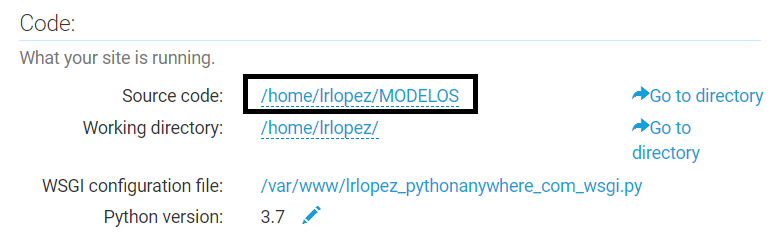 Code:
What your site is running.
Source code: /home/lrlopez/MODELOS Go to directory
Working directory: /home/lrlopez/ Go to
directory
WSGI configuration file: /var/www/lrlopez_pythonanywhere_com_wsgi.py
Python version: 3.7